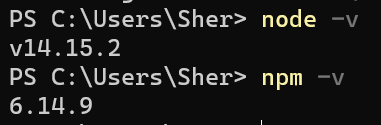 PS C:\Users\Sher> node -v
v14.15.2
PS C:\Users\Sher> npm -v
6.14.9